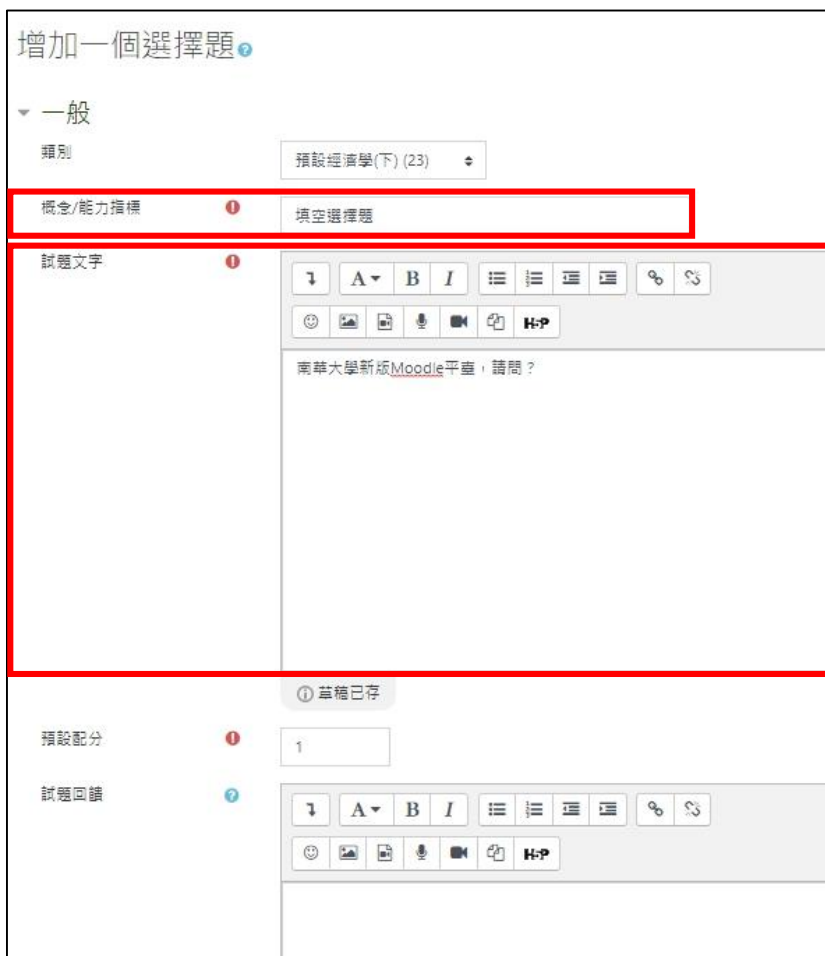 增加一個選擇題
一般
類別
預設經濟學(下) (23)
概念/能力指標
填空選擇題
試題文字
A B I
H-P
南華大學新版Moodle平臺，請問？
草稿已存
預設配分
1
試題回饋
A B I
H-P